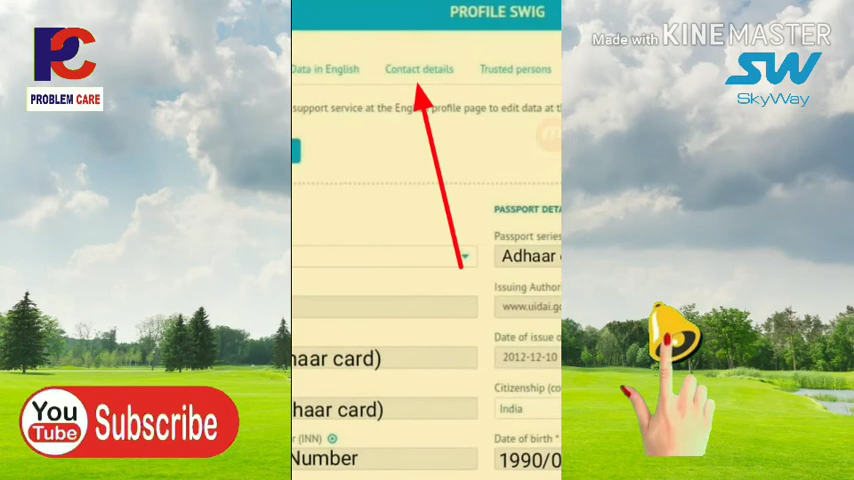 PROFILE SWIG
Made with KINEMASTER
PC
PROBLEM CARE
SW
SkyWay
Data in English Contact details Trusted persons
support service at the Eng profile page to edit data at th
PASSPORT DETA
Passport series
Adhaar
Issuing Author
www.uidai.go
Date of issue o
haar card)
2012-12-10
Citizenship (co
haar card)
India
r (INN)
Date of birth *
Number
1990/0
You
Tube
Subscribe